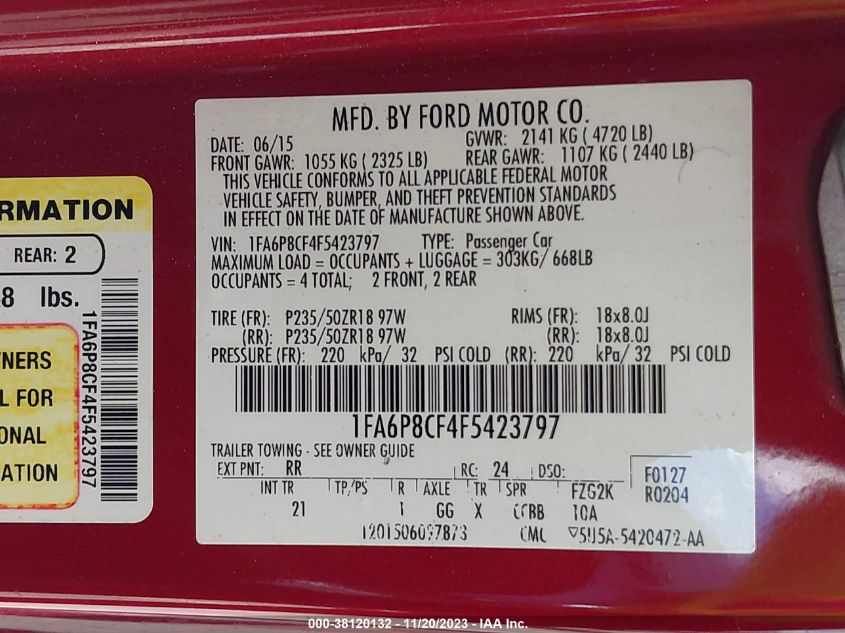 MFD. BY FORD MOTOR CO.
DATE: 06/15 GVWR: 2141 KG ( 4720 LB)
FRONT GAWR: 1055 KG ( 2325 LB) REAR GAWR: 1107 KG ( 2440 LB)
THIS VEHICLE CONFORMS TO ALL APPLICABLE FEDERAL MOTOR
VEHICLE SAFETY, BUMPER, AND THEFT PREVENTION STANDARDS
IN EFFECT ON THE DATE OF MANUFACTURE SHOWN ABOVE.
VIN: 1FA6P8CF4F5423797 TYPE: Passenger Car
MAXIMUM LOAD = OCCUPANTS + LUGGAGE = 303KG/ 668LB
OCCUPANTS = 4 TOTAL; 2 FRONT, 2 REAR
TIRE (FR): P235/50ZR18 97W RIMS (FR): 18x8.0J
(RR): P235/50ZR18 97W (RR): 18x8.0J
PRESSURE (FR): 220 kPa/ 32 PSI COLD (RR): 220 kPa/ 32 PSI COLD
1FA6P8CF4F5423797
TRAILER TOWING - SEE OWNER GUIDE
EXT PNT: RR RC: 24 DSO: F0127
INT TR TP/PS R AXLE TR SPR FZG2K R0204
21 GG X 10A
5U5A-5420472-AA
RMATION
REAR: 2
8 lbs.
1FA6P8CF4F5423797
WNERS
L FOR
ONAL
ATION
000-38120132 - 11/20/2023 - IAA Inc.